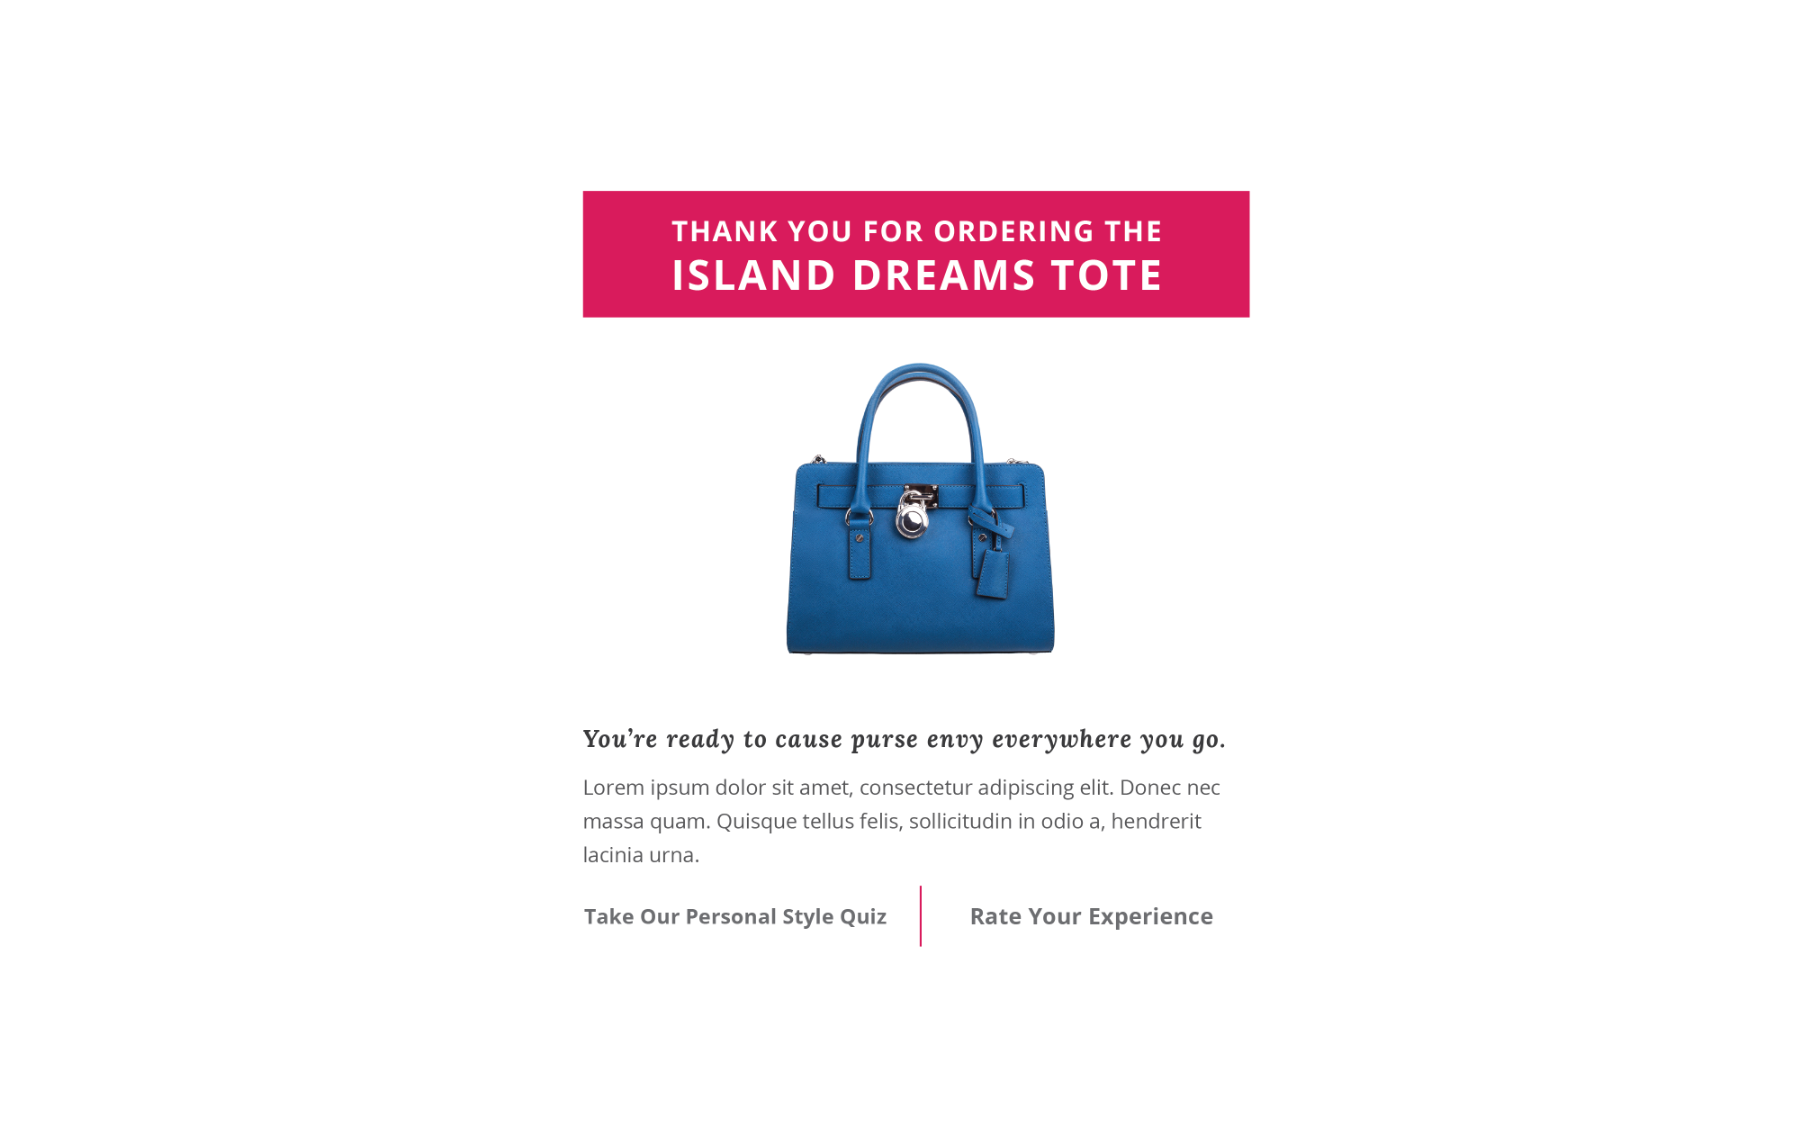 THANK YOU FOR ORDERING THE
ISLAND DREAMS TOTE
You’re ready to cause purse envy everywhere you go.
Lorem ipsum dolor sit amet, consectetur adipiscing elit. Donec nec
massa quam. Quisque tellus felis, sollicitudin in odio a, hendrerit
lacinia urna.
Take Our Personal Style Quiz
Rate Your Experience